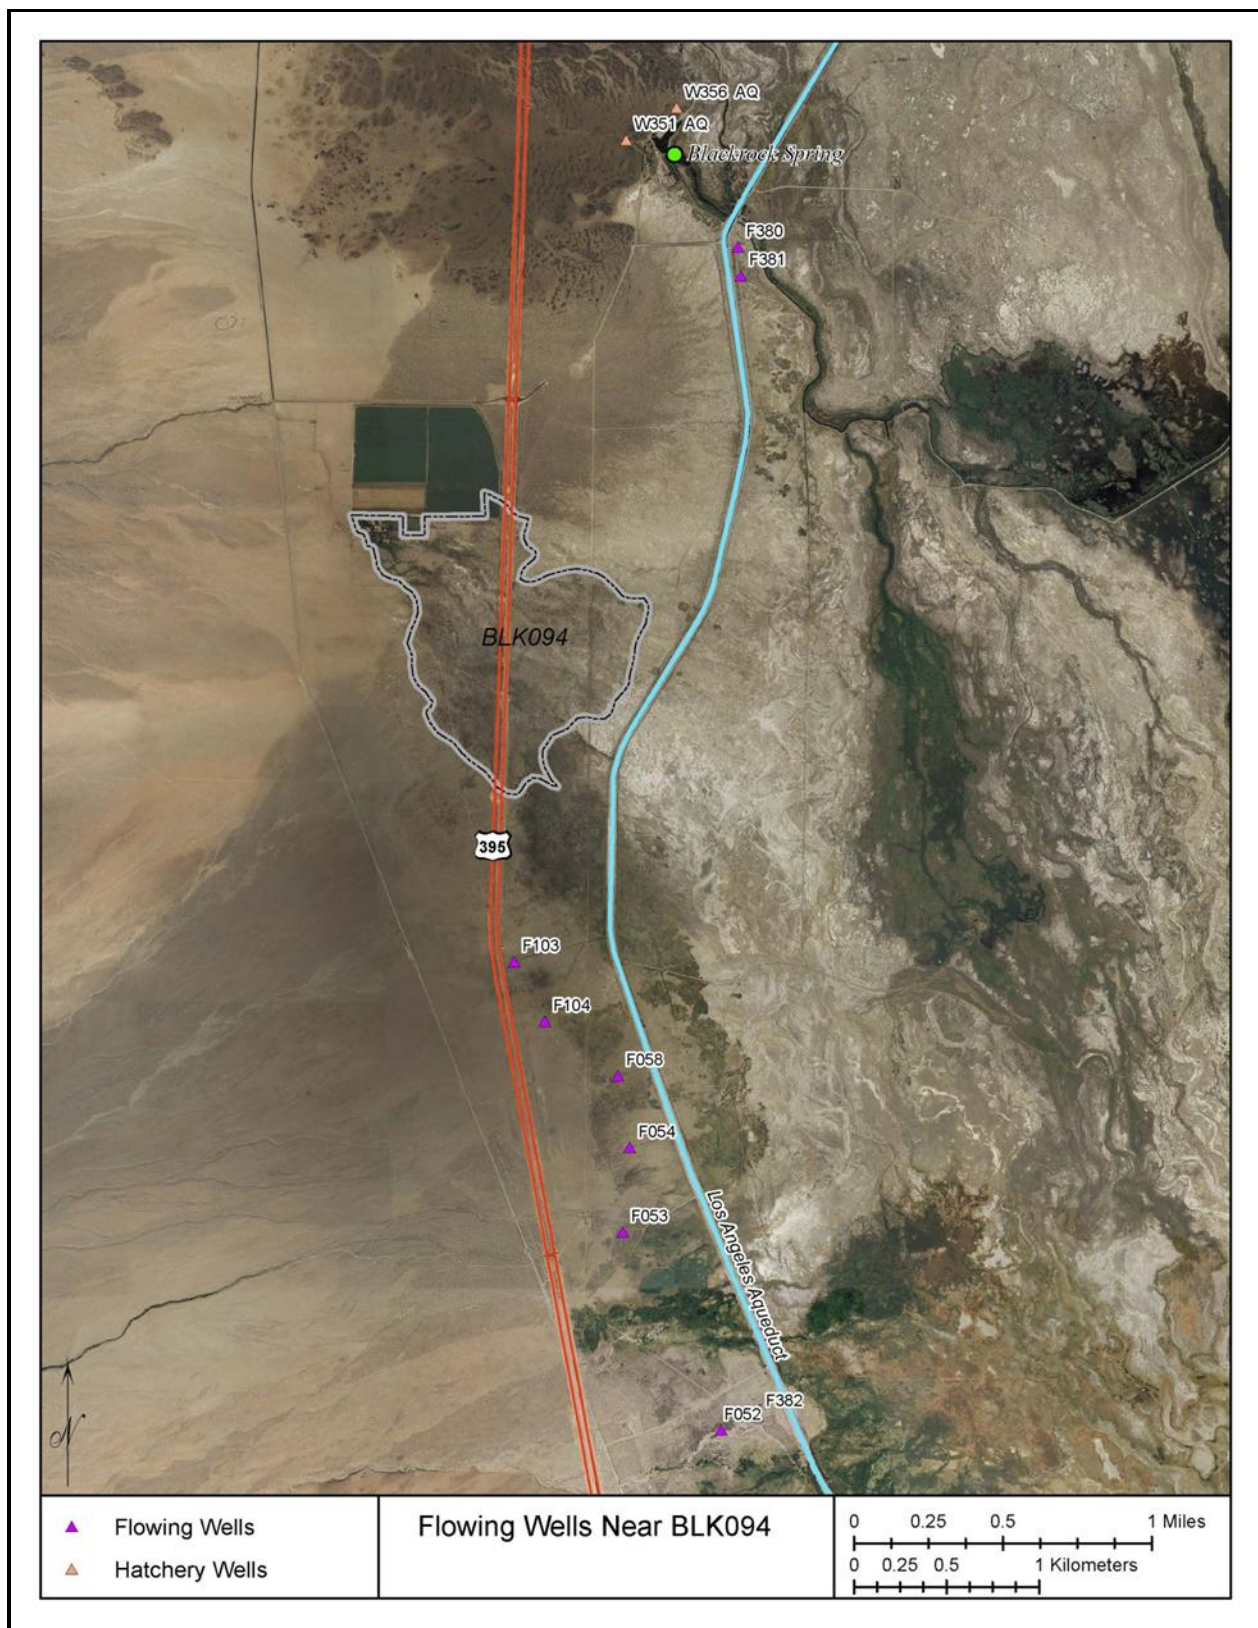 W356 AQ
W351 AQ
Blackrock Spring
F380
F381
BLK094
395
F103
F104
F058
F054
F053
Los Angeles Aqueduct
F382
F052
N
Flowing Wells
Hatchery Wells
Flowing Wells Near BLK094
0 0.25 0.5 1 Miles
0 0.25 0.5 1 Kilometers